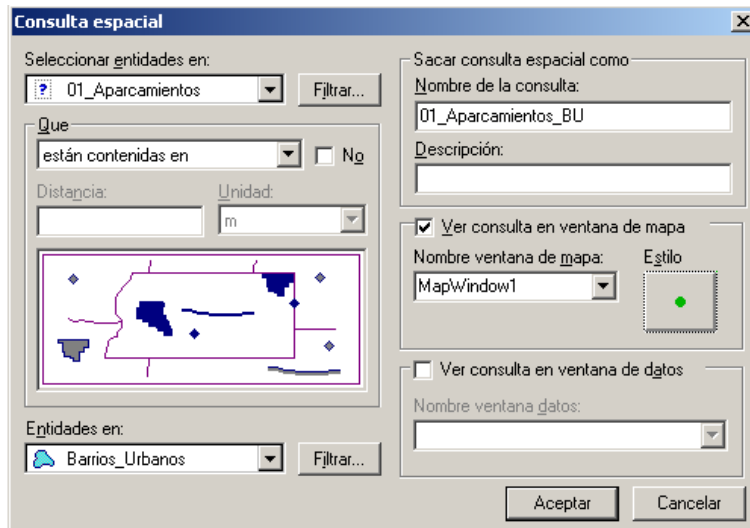 Consulta espacial
Seleccionar entidades en:
01_Aparcamientos
Filtrar...
Que
están contenidas en
No
Distancia:
Unidad:
m
Entidades en:
Barrios_Urbanos
Filtrar...
Sacar consulta espacial como
Nombre de la consulta:
01_Aparcamientos_BU
Descripción:
Ver consulta en ventana de mapa
Nombre ventana de mapa:
Estilo
MapWindow1
Ver consulta en ventana de datos
Nombre ventana datos:
Aceptar
Cancelar